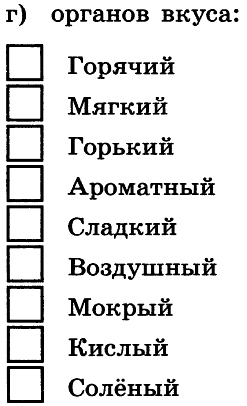 г) органов вкуса:
Горячий
Мягкий
Горький
Ароматный
Сладкий
Воздушный
Мокрый
Кислый
Солёный